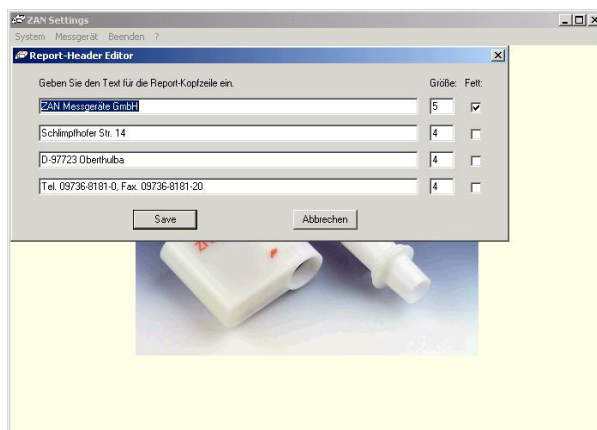 ZAN Settings
System Messgerät Beenden ?
Report-Header Editor
Geben Sie den Text für die Report-Kopfzeile ein. Größe: Fett:
ZAN Messgeräte GmbH 5
Schlimpfhofer Str. 14 4
D-97723 Oberthulba 4
Tel. 09736-8181-0, Fax. 09736-8181-20 4
Save Abbrechen